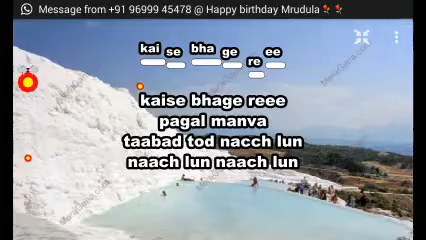 Message from +91 96999 45478 @ Happy birthday Mrudula
kai se bha ge re ee
kaise bhage reee
pagal manva
taabad tod nacch lun
naach lun naach lun